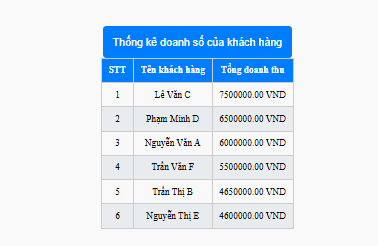 Thống kê doanh số của khách hàng
STT Tên khách hàng Tổng doanh thu
1 Lê Văn C 7500000.00 VND
2 Phạm Minh D 6500000.00 VND
3 Nguyễn Văn A 6000000.00 VND
4 Trần Văn F 5500000.00 VND
5 Trần Thị B 4650000.00 VND
6 Nguyễn Thị E 4600000.00 VND